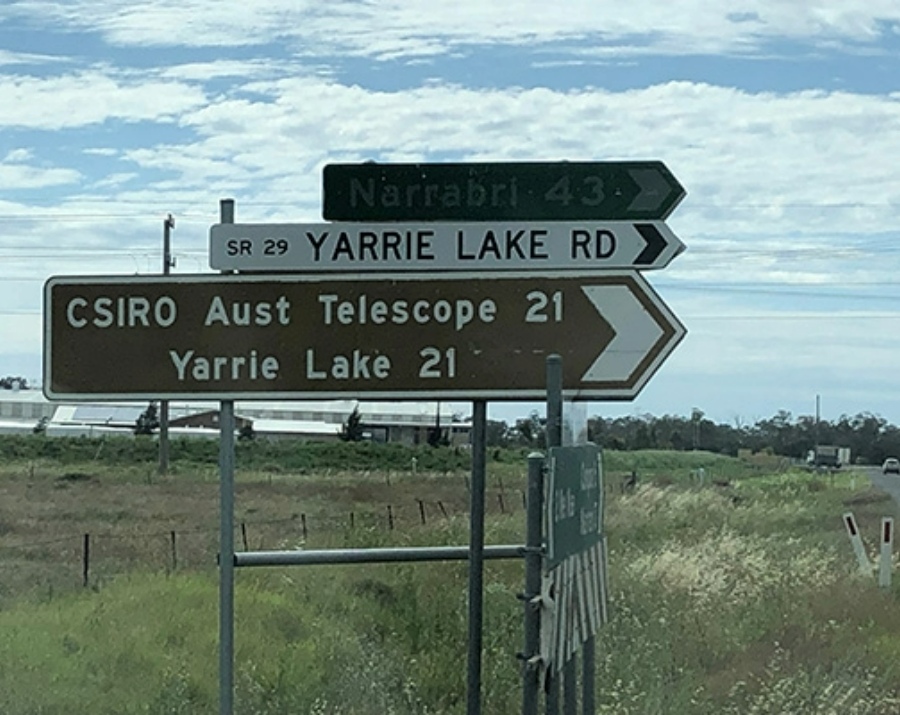 Narrabri 43
SR 29 YARRIE LAKE RD
CSIRO Aust Telescope 21
Yarrie Lake 21